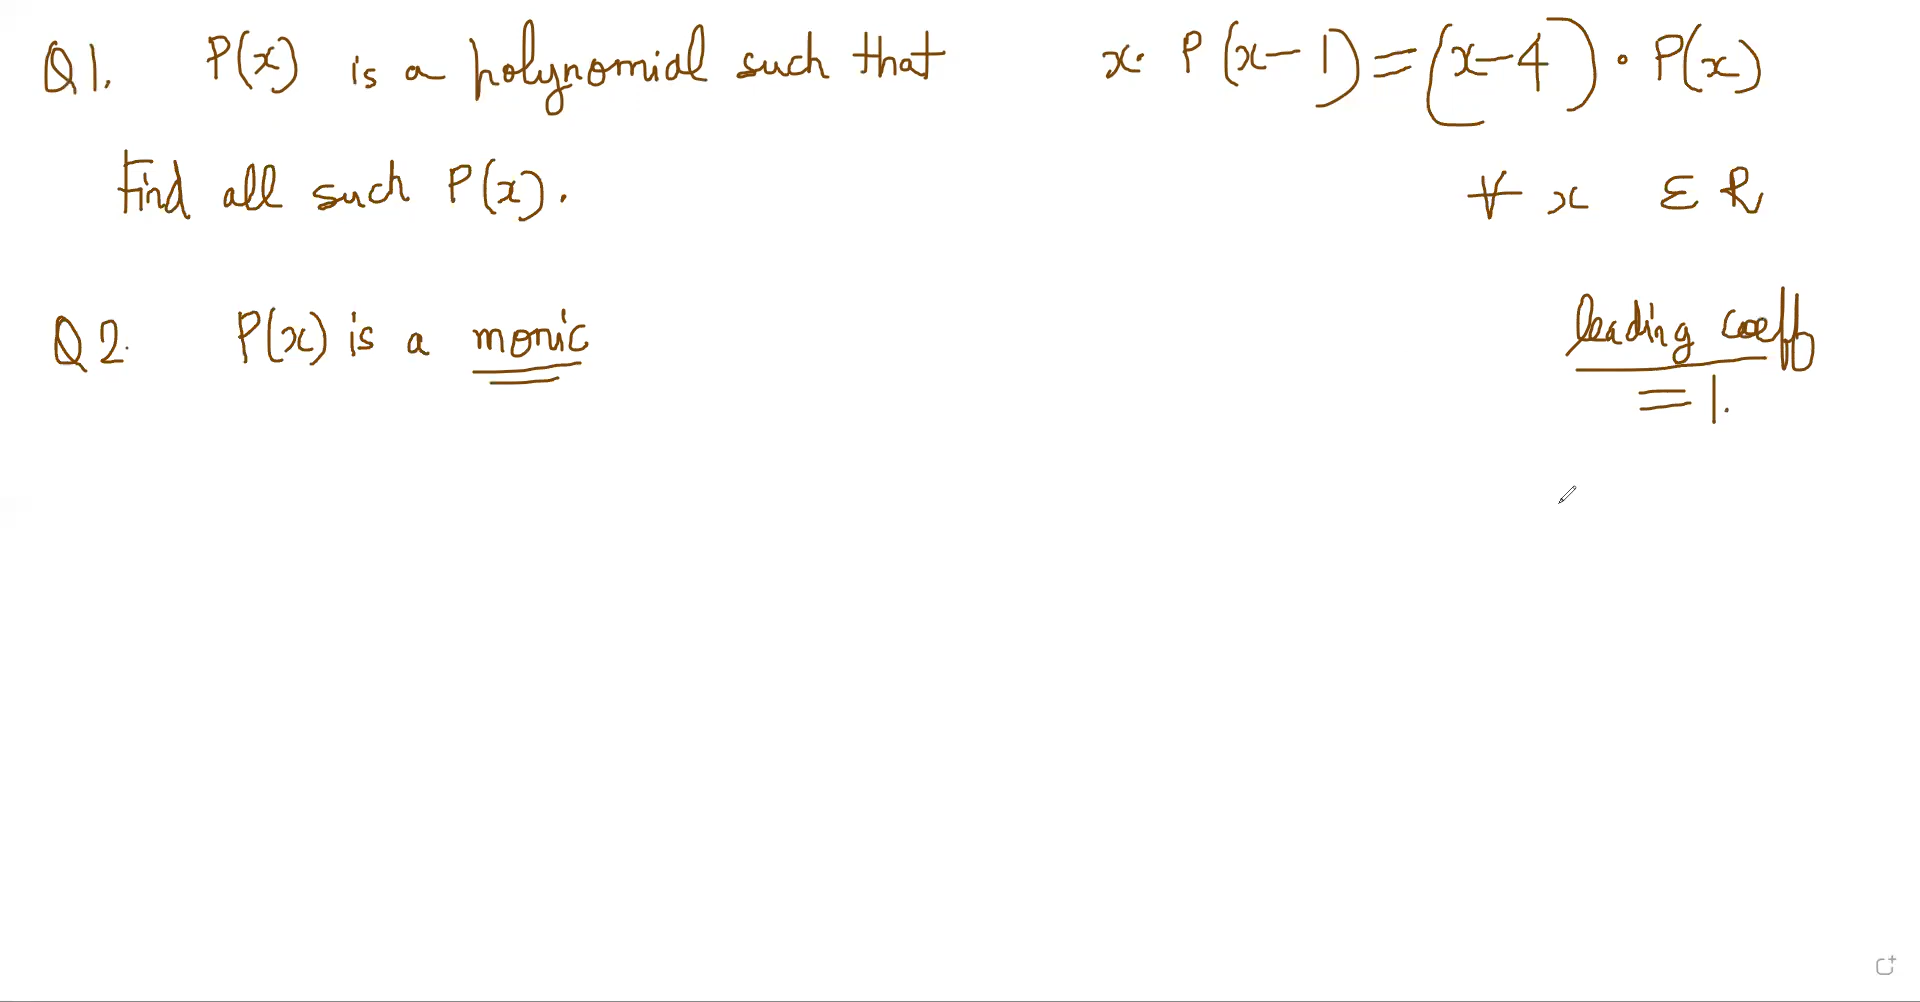 Q1. P(x) is a polynomial such that x. P(x-1) = (x-4) . P(x)
Find all such P(x). ∀ x ε R
Q2. P(x) is a monic leading coeff
= 1.